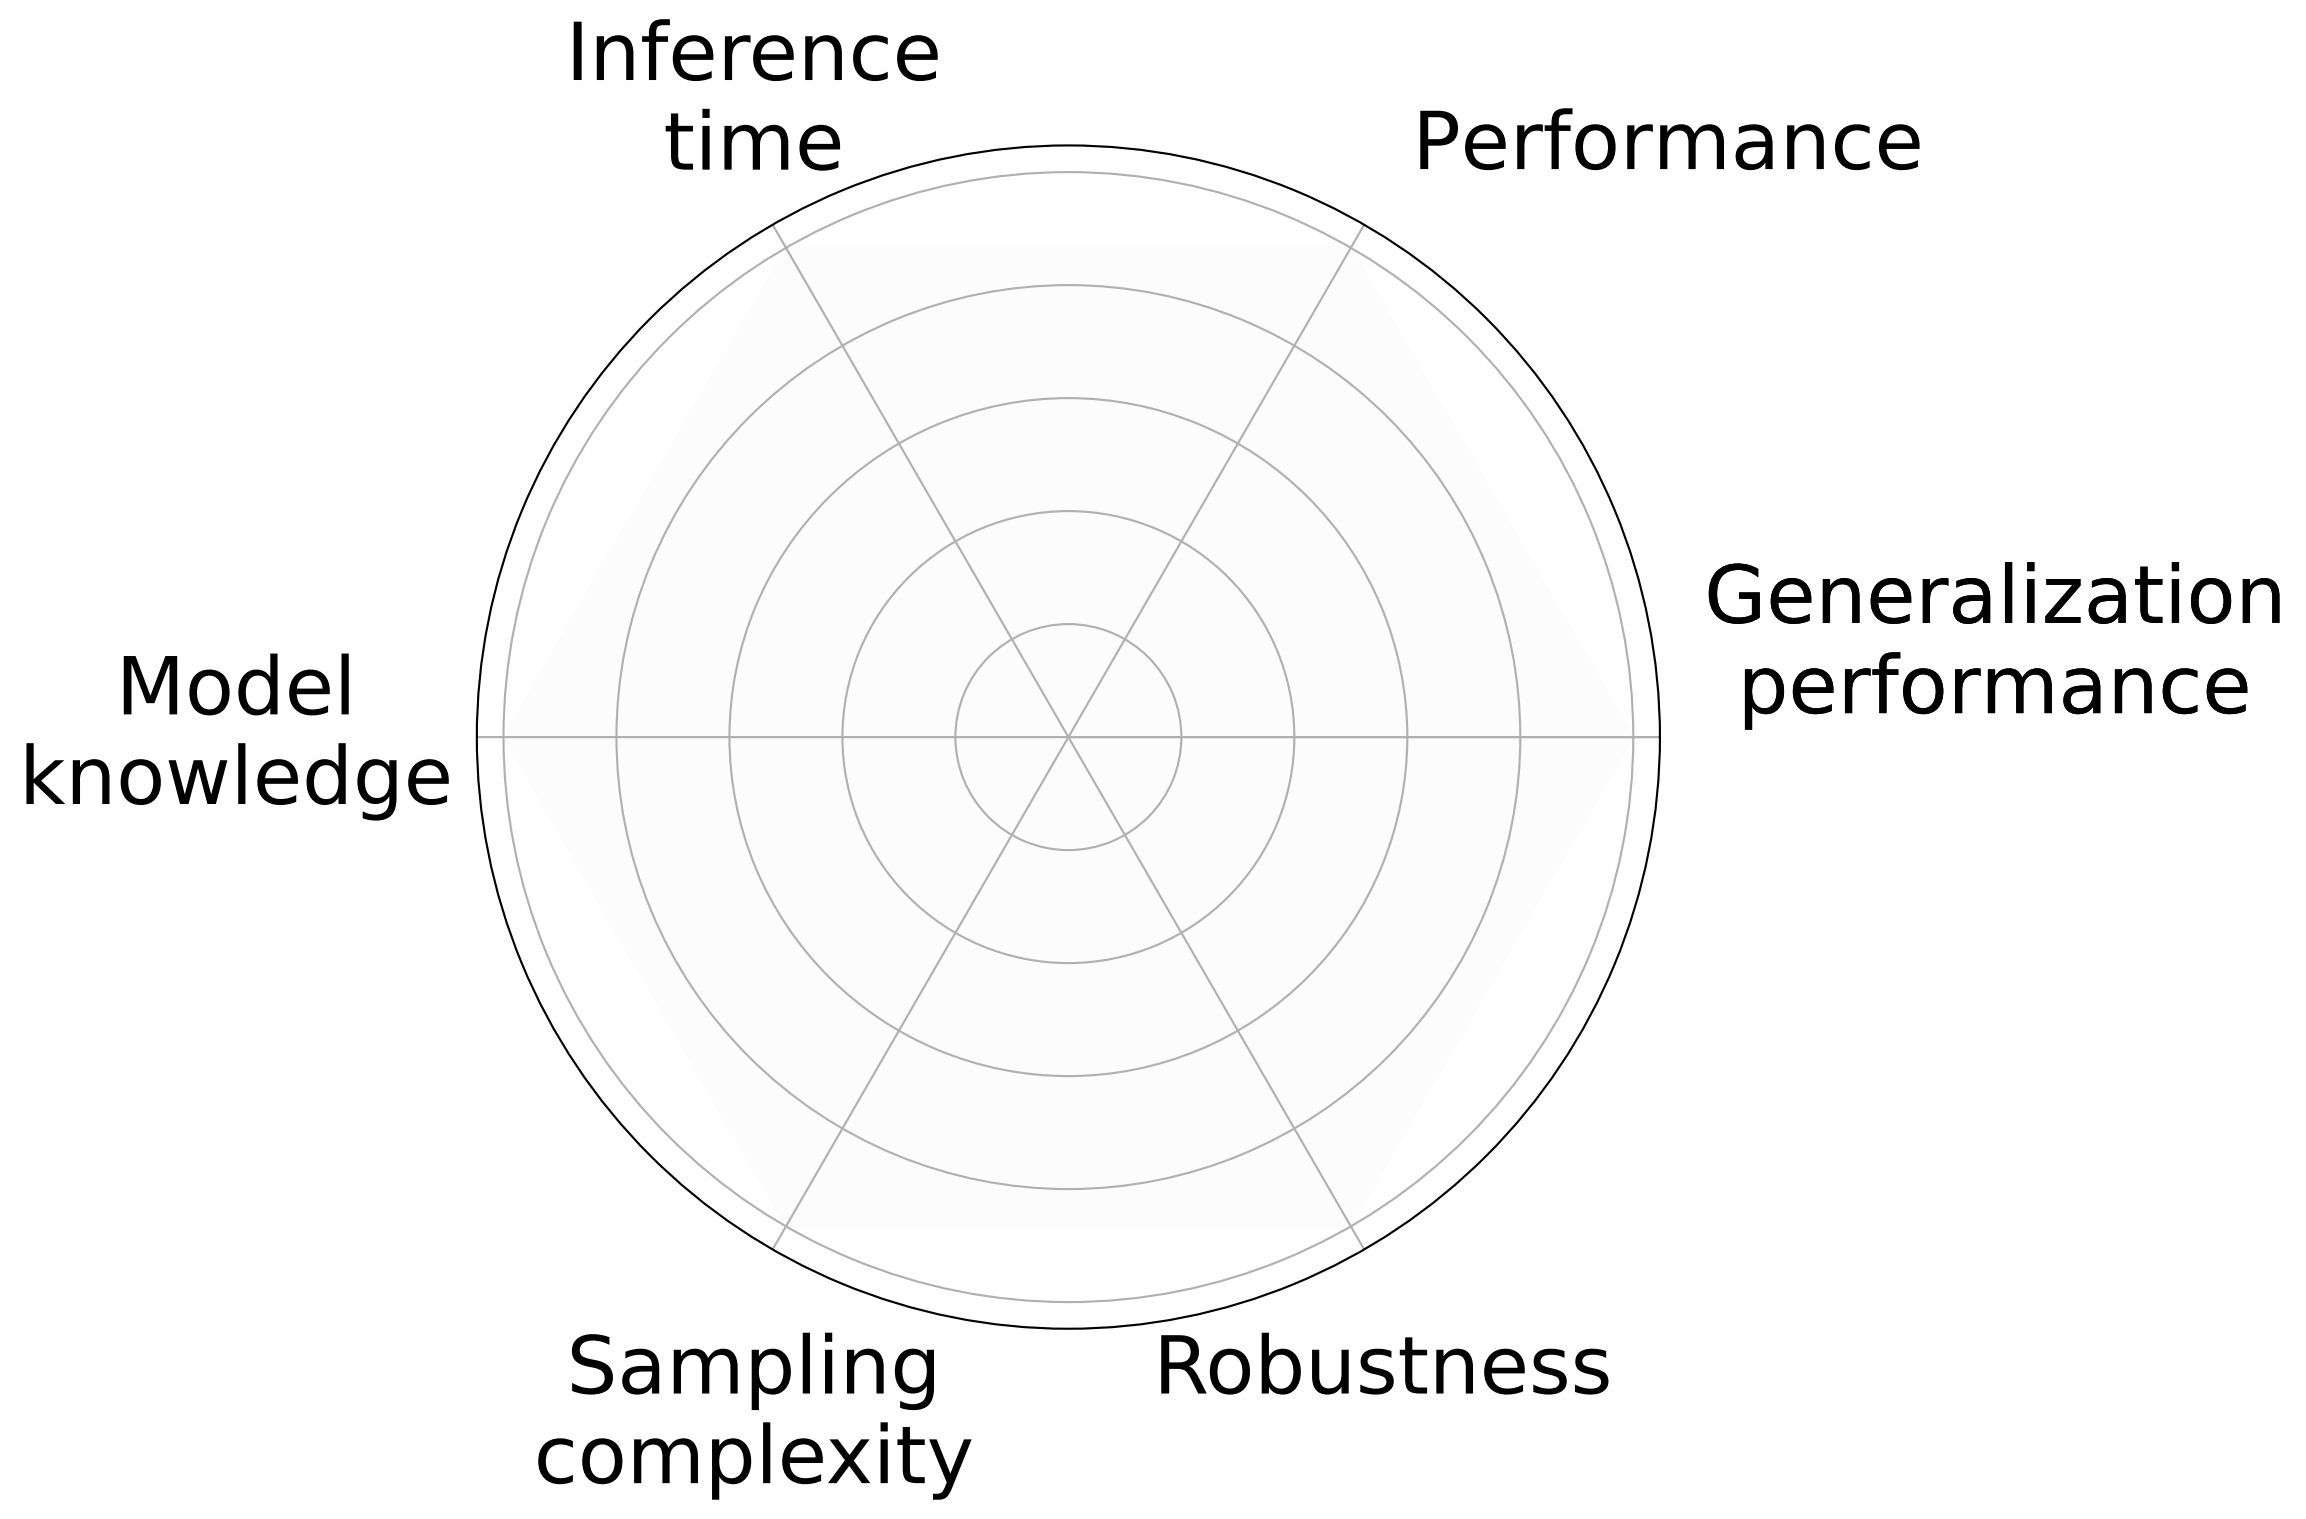 Inference
time
Performance
Generalization
performance
Model
knowledge
Sampling
complexity
Robustness